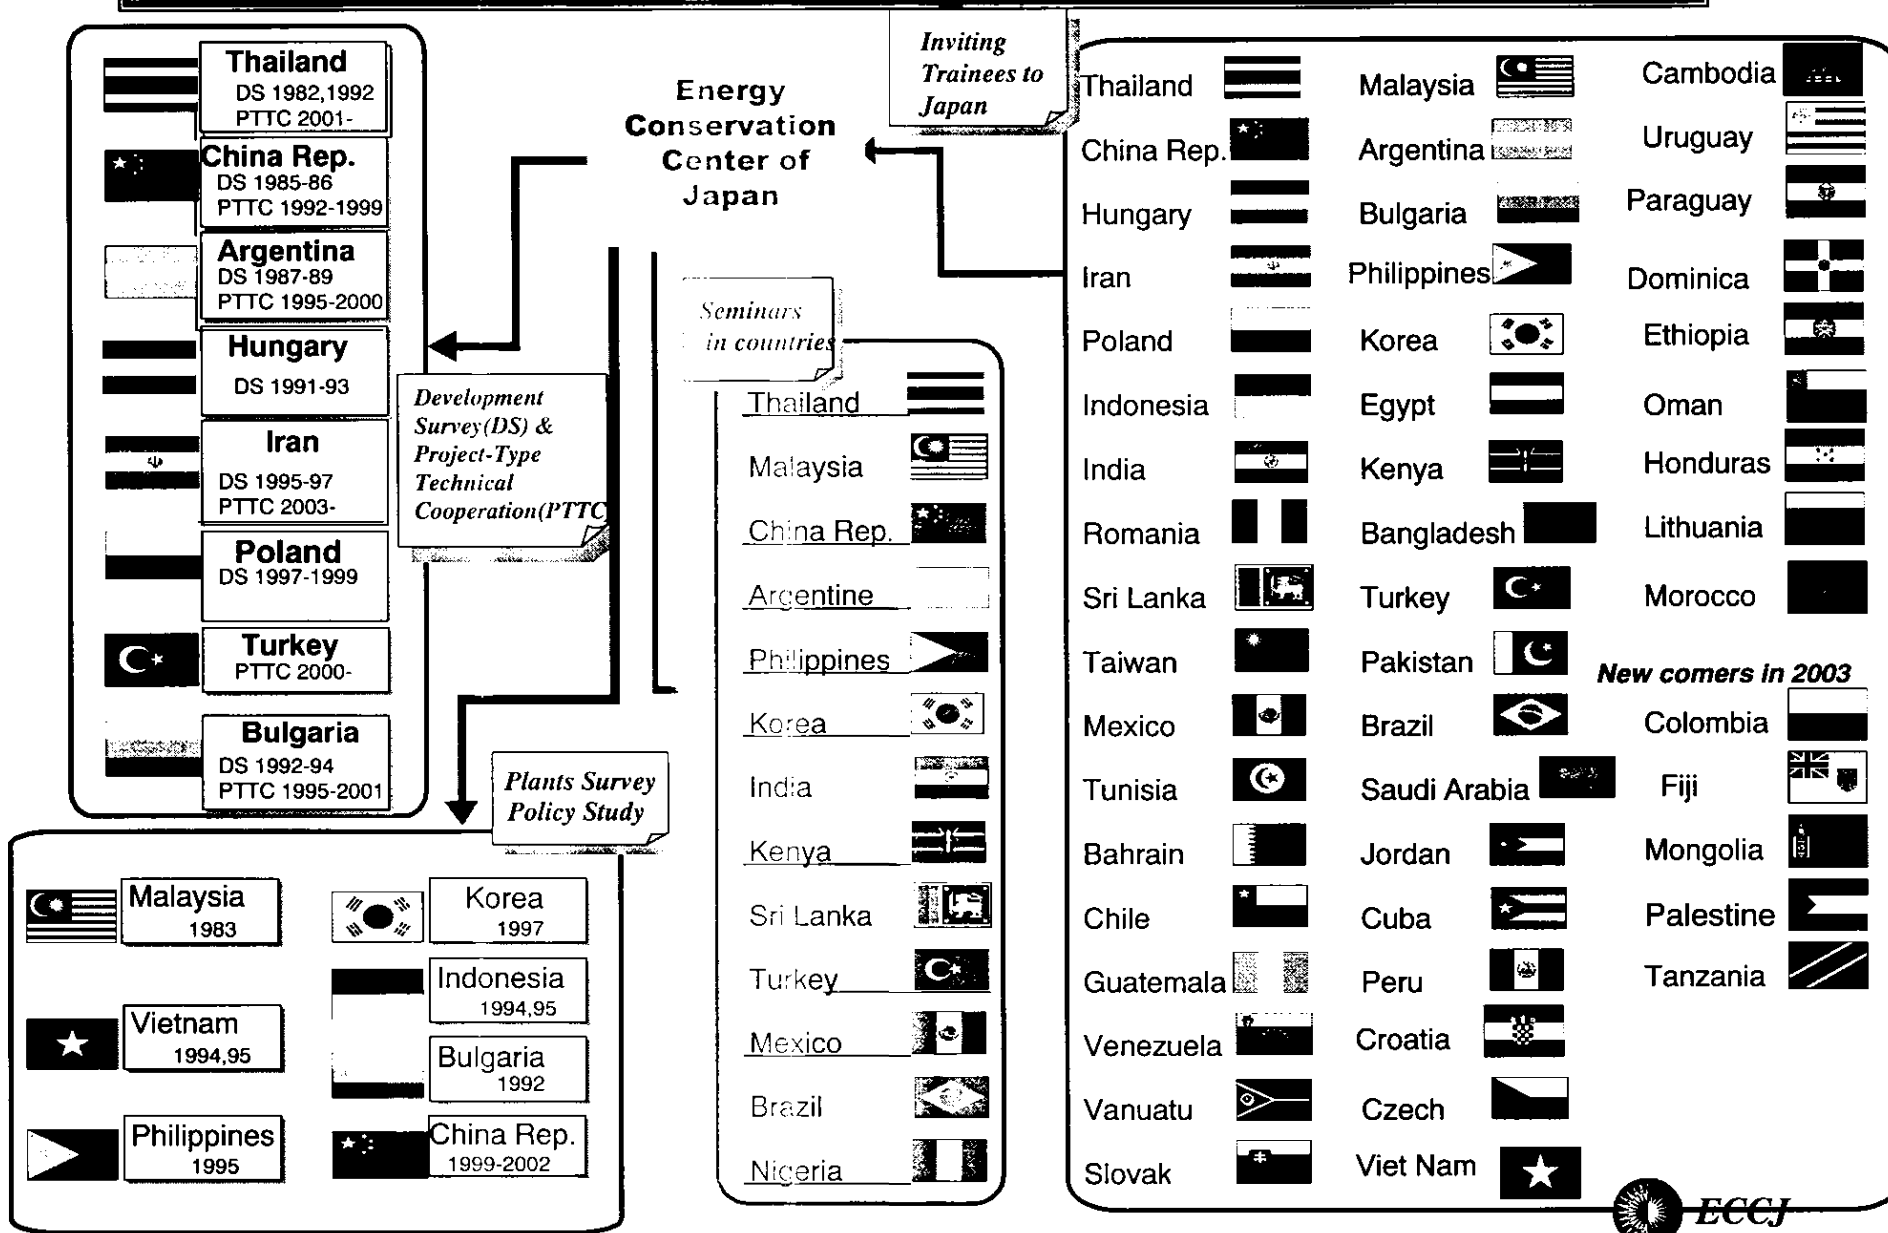 Thailand
DS 1982,1992
PTTC 2001-
China Rep.
DS 1985-86
PTTC 1992-1999
Argentina
DS 1987-89
PTTC 1995-2000
Hungary
DS 1991-93
Iran
DS 1995-97
PTTC 2003-
Poland
DS 1997-1999
Turkey
PTTC 2000-
Bulgaria
DS 1992-94
PTTC 1995-2001
Energy
Conservation
Center of
Japan
Inviting
Trainees to
Japan
Development
Survey(DS) &
Project-Type
Technical
Cooperation(PTTC)
Seminars
in countries
Thailand
Malaysia
China Rep.
Argentine
Philippines
Korea
India
Kenya
Sri Lanka
Turkey
Mexico
Brazil
Nigeria
Plants Survey
Policy Study
Malaysia
1983
Vietnam
1994,95
Philippines
1995
Korea
1997
Indonesia
1994,95
Bulgaria
1992
China Rep.
1999-2002
Thailand
China Rep.
Hungary
Iran
Poland
Indonesia
India
Romania
Sri Lanka
Taiwan
Mexico
Tunisia
Bahrain
Chile
Guatemala
Venezuela
Vanuatu
Slovak
Malaysia
Argentina
Bulgaria
Philippines
Korea
Egypt
Kenya
Bangladesh
Turkey
Pakistan
Brazil
Saudi Arabia
Jordan
Cuba
Peru
Croatia
Czech
Viet Nam
Cambodia
Uruguay
Paraguay
Dominica
Ethiopia
Oman
Honduras
Lithuania
Morocco
New comers in 2003
Colombia
Fiji
Mongolia
Palestine
Tanzania
ECCJ